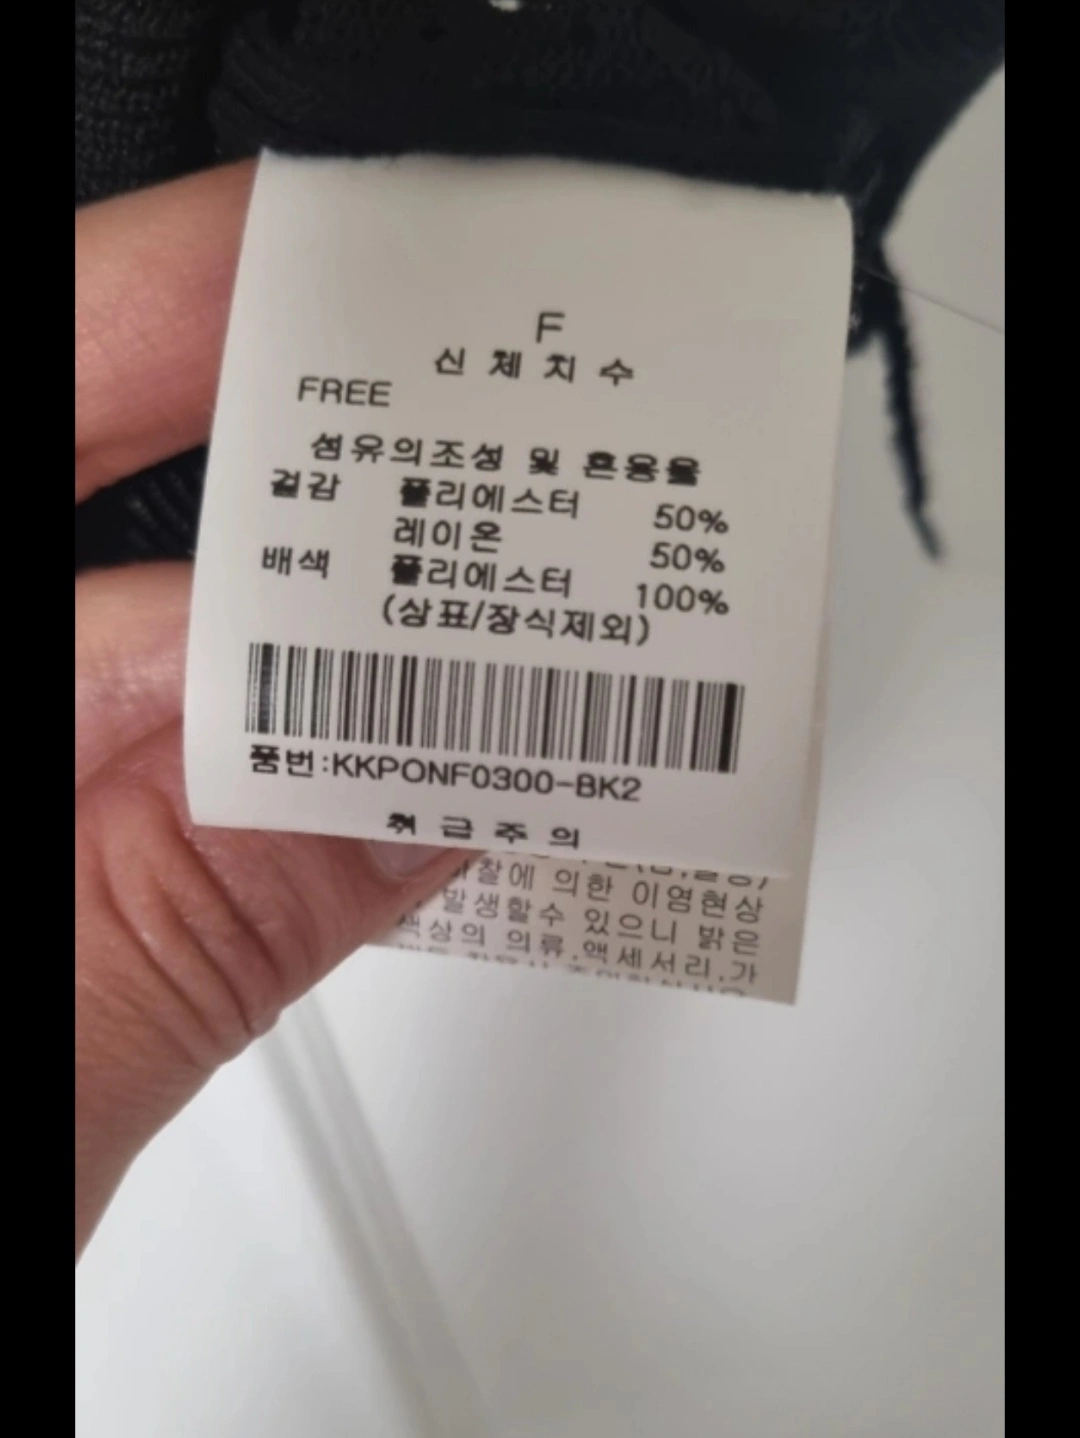 F
신체치수
FREE
섬유의조성 및 혼용율
겉감 폴리에스터 50%
레이온 50%
배색 폴리에스터 100%
(상표/장식제외)
품번:KKPONF0300-BK2
취급주의
찰에 의한 이염현상
발생할수 있으니 밝은
색상의 의류,액세서리,가